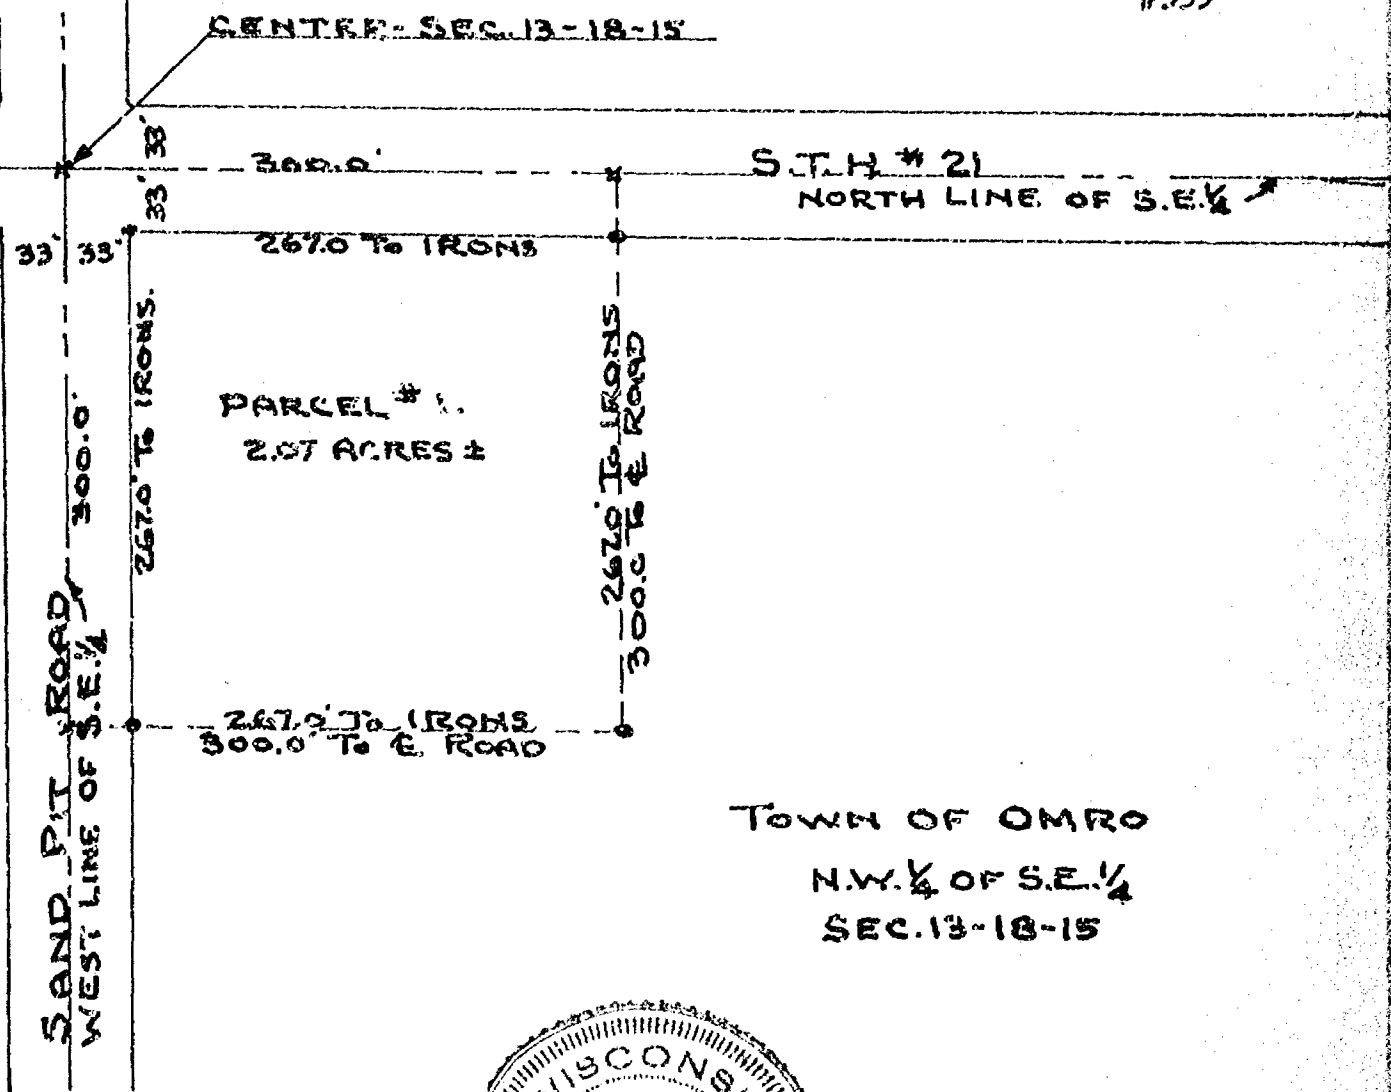 CENTRE - SEC. 13-18-15
33'
300.0'
S.T.H # 21
33'
NORTH LINE OF S.E. 1/4
33' 33'
267.0 To IRONS
267.0' To IRONS.
267.0' To IRONS
300.0 To ℄ ROAD
PARCEL #
2.07 ACRES ±
300.0'
267.0' To IRONS
300.0' To ℄ ROAD
SAND PIT ROAD
WEST LINE OF S.E. 1/4
TOWN OF OMRO
N.W. 1/4 OF S.E. 1/4
SEC. 13-18-15